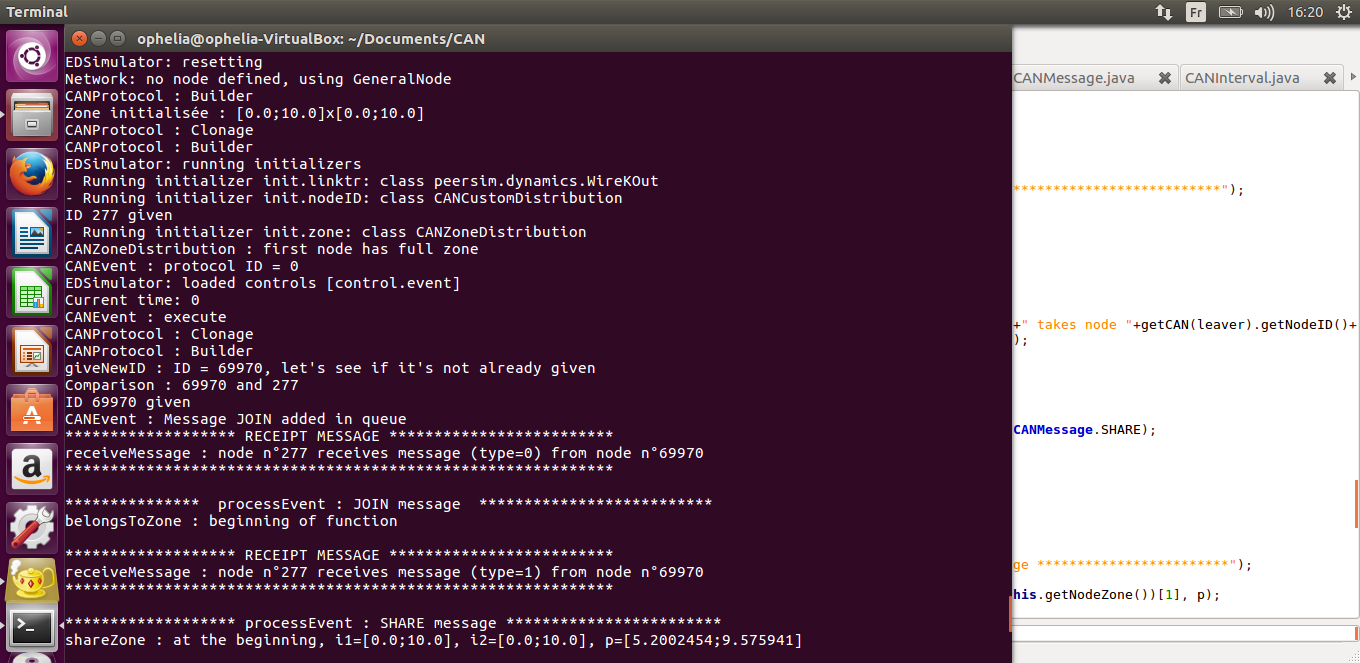 Terminal
Fr
16:20
ophelia@ophelia-VirtualBox: ~/Documents/CAN
EDSimulator: resetting
Network: no node defined, using GeneralNode
CANProtocol : Builder
Zone initialisée : [0.0;10.0]x[0.0;10.0]
CANProtocol : Clonage
CANProtocol : Builder
EDSimulator: running initializers
- Running initializer init.linktr: class peersim.dynamics.WireKOut
- Running initializer init.nodeID: class CANCustomDistribution
ID 277 given
- Running initializer init.zone: class CANZoneDistribution
CANZoneDistribution : first node has full zone
CANEvent : protocol ID = 0
EDSimulator: loaded controls [control.event]
Current time: 0
CANEvent : execute
CANProtocol : Clonage
CANProtocol : Builder
giveNewID : ID = 69970, let's see if it's not already given
Comparison : 69970 and 277
ID 69970 given
CANEvent : Message JOIN added in queue
******************* RECEIPT MESSAGE *************************
receiveMessage : node n°277 receives message (type=0) from node n°69970
*************************************************************
***************  processEvent : JOIN message  **************************
belongsToZone : beginning of function
******************* RECEIPT MESSAGE *************************
receiveMessage : node n°277 receives message (type=1) from node n°69970
*************************************************************
******************* processEvent : SHARE message ************************
shareZone : at the beginning, i1=[0.0;10.0], i2=[0.0;10.0], p=[5.2002454;9.575941]
CANMessage.java
CANInterval.java
**************************");
+" takes node "+getCAN(leaver).getNodeID()+
);
CANMessage.SHARE);
ge ************************");
his.getNodeZone())[1], p);